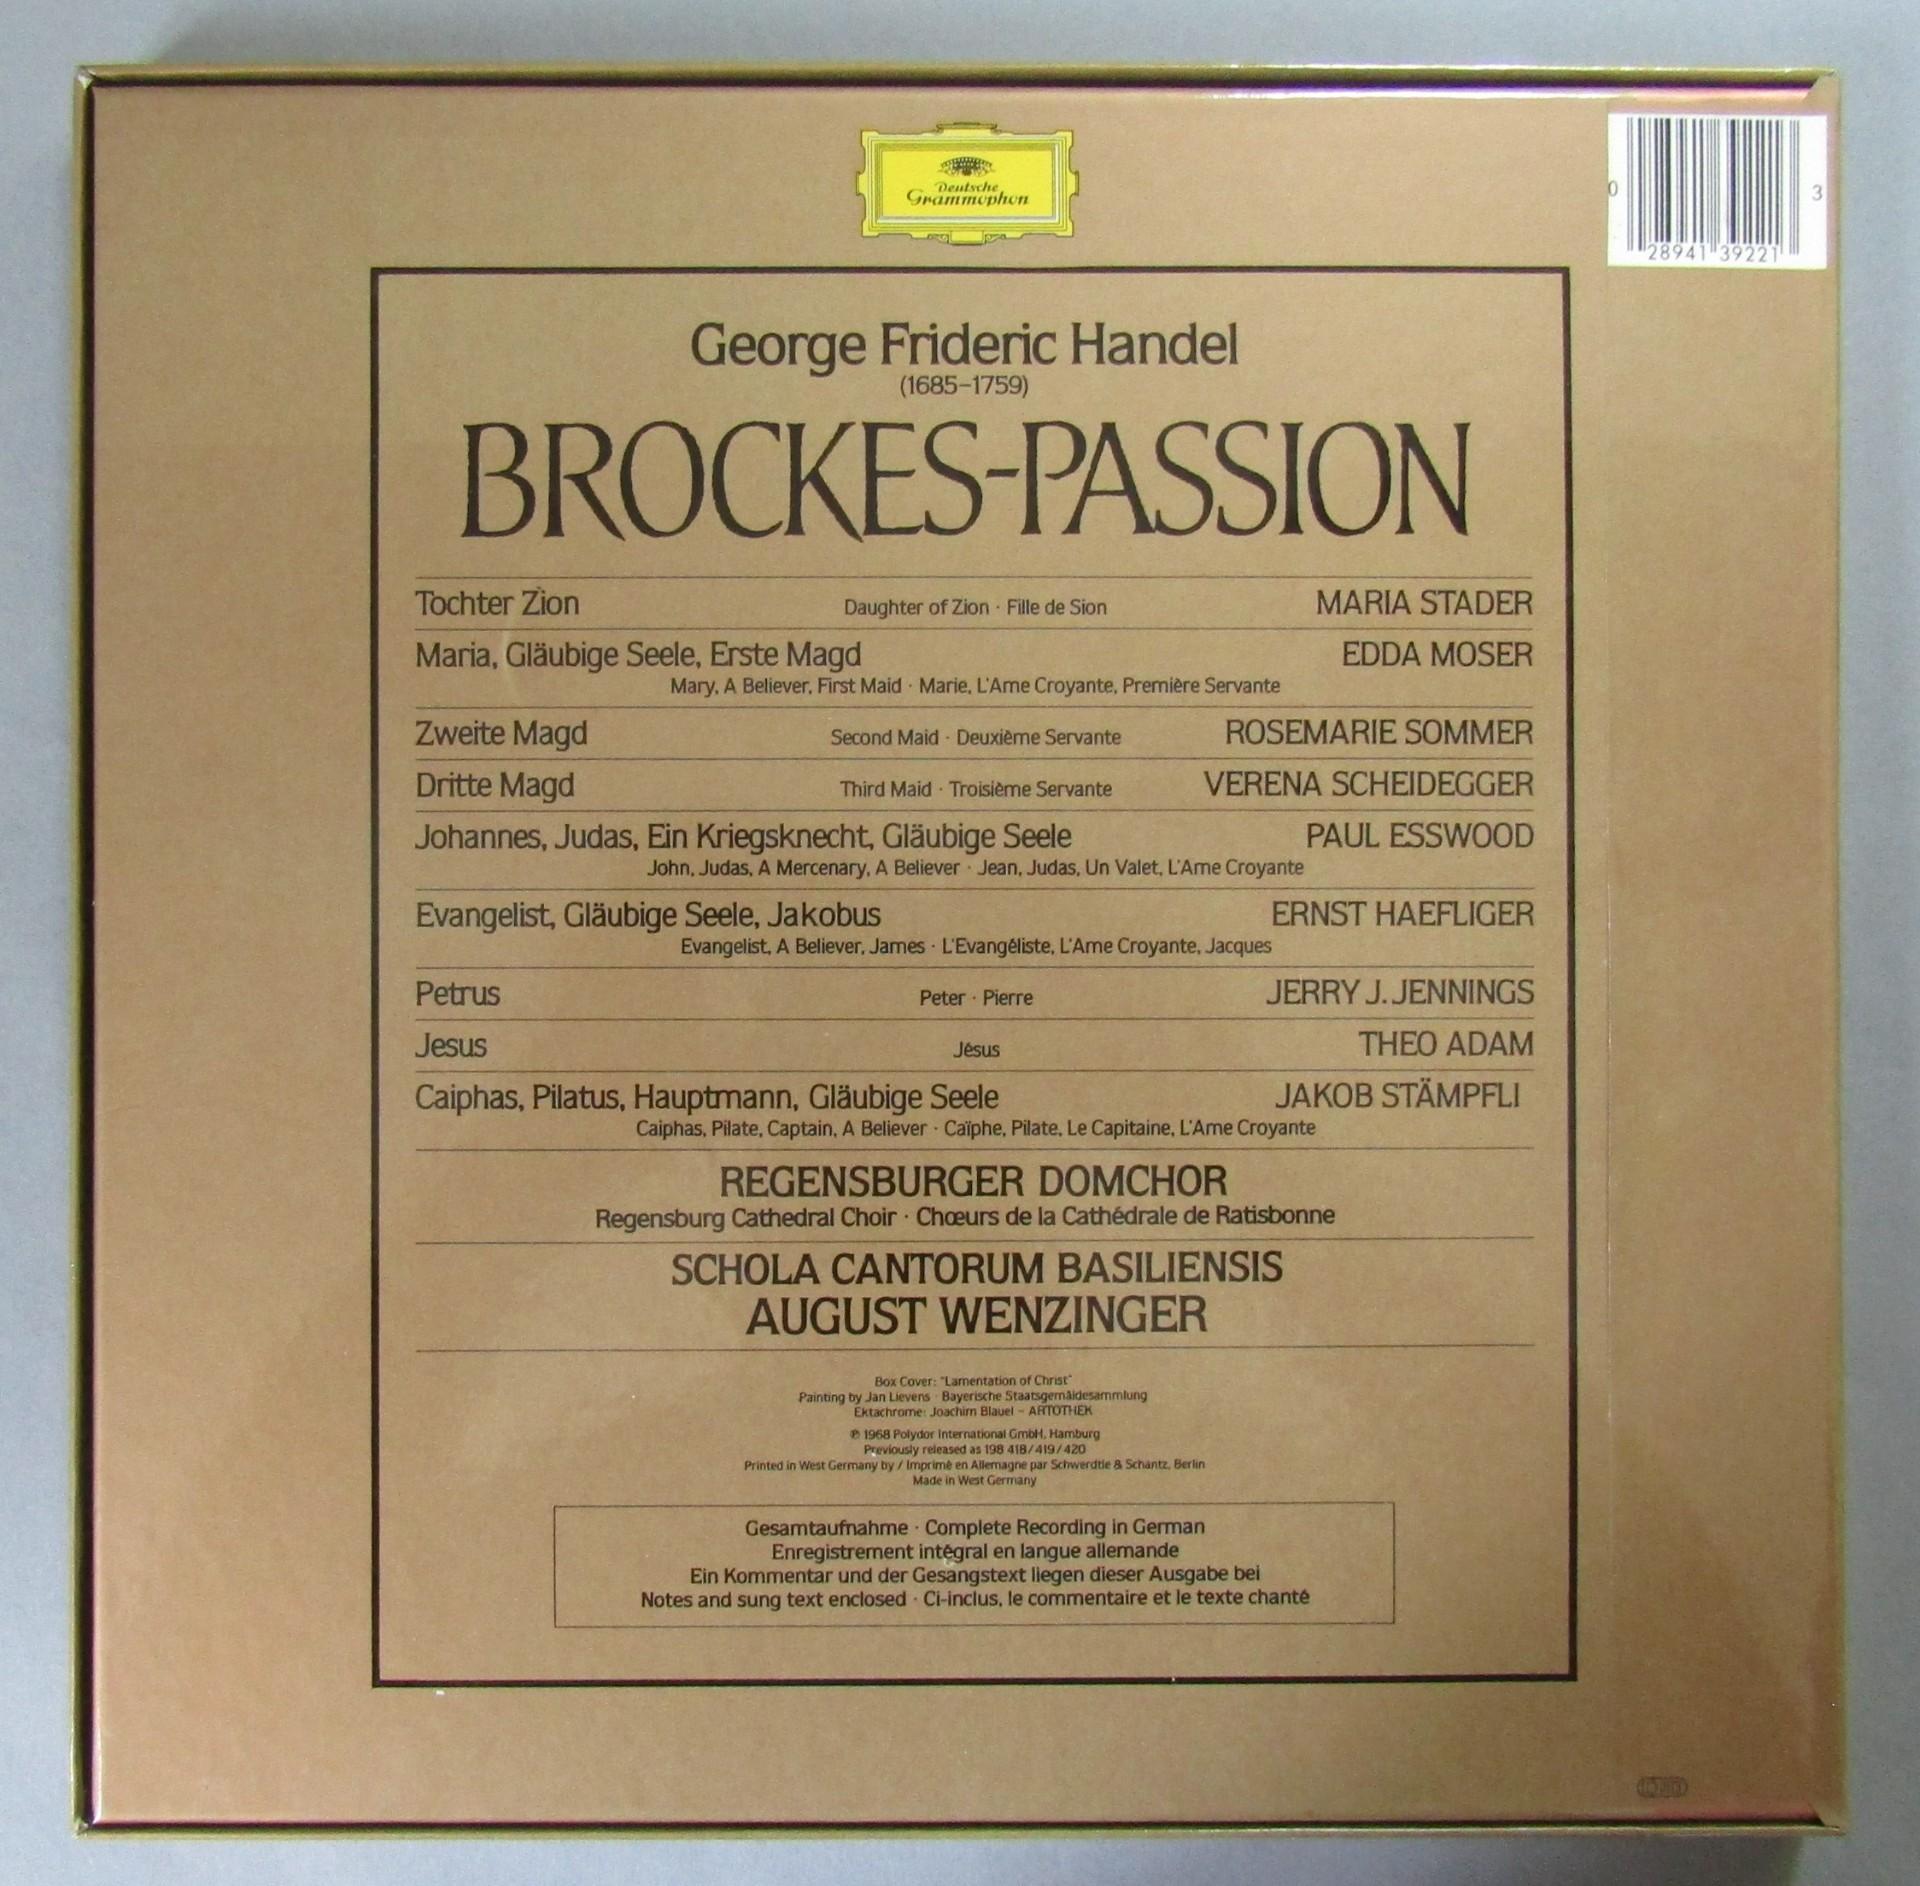 Deutsche
Grammophon
0 28941 39221 3
George Frideric Handel
(1685–1759)
BROCKES-PASSION
Tochter Zion Daughter of Zion · Fille de Sion MARIA STADER
Maria, Gläubige Seele, Erste Magd EDDA MOSER
Mary, A Believer, First Maid · Marie, L'Ame Croyante, Première Servante
Zweite Magd Second Maid · Deuxième Servante ROSEMARIE SOMMER
Dritte Magd Third Maid · Troisième Servante VERENA SCHEIDEGGER
Johannes, Judas, Ein Kriegsknecht, Gläubige Seele PAUL ESSWOOD
John, Judas, A Mercenary, A Believer · Jean, Judas, Un Valet, L'Ame Croyante
Evangelist, Gläubige Seele, Jakobus ERNST HAEFLIGER
Evangelist, A Believer, James · L'Evangéliste, L'Ame Croyante, Jacques
Petrus Peter · Pierre JERRY J. JENNINGS
Jesus Jésus THEO ADAM
Caiphas, Pilatus, Hauptmann, Gläubige Seele JAKOB STÄMPFLI
Caiphas, Pilate, Captain, A Believer · Caïphe, Pilate, Le Capitaine, L'Ame Croyante
REGENSBURGER DOMCHOR
Regensburg Cathedral Choir · Chœurs de la Cathédrale de Ratisbonne
SCHOLA CANTORUM BASILIENSIS
AUGUST WENZINGER
Box Cover: "Lamentation of Christ"
Painting by Jan Lievens · Bayerische Staatsgemäldesammlung
Ektachrome: Joachim Blauel – ARTOTHEK
℗ 1968 Polydor International GmbH, Hamburg
Previously released as 198 418/419/420
Printed in West Germany by / Imprimé en Allemagne par Schwerdtle & Schantz, Berlin
Made in West Germany
Gesamtaufnahme · Complete Recording in German
Enregistrement intégral en langue allemande
Ein Kommentar und der Gesangstext liegen dieser Ausgabe bei
Notes and sung text enclosed · Ci-inclus, le commentaire et le texte chanté